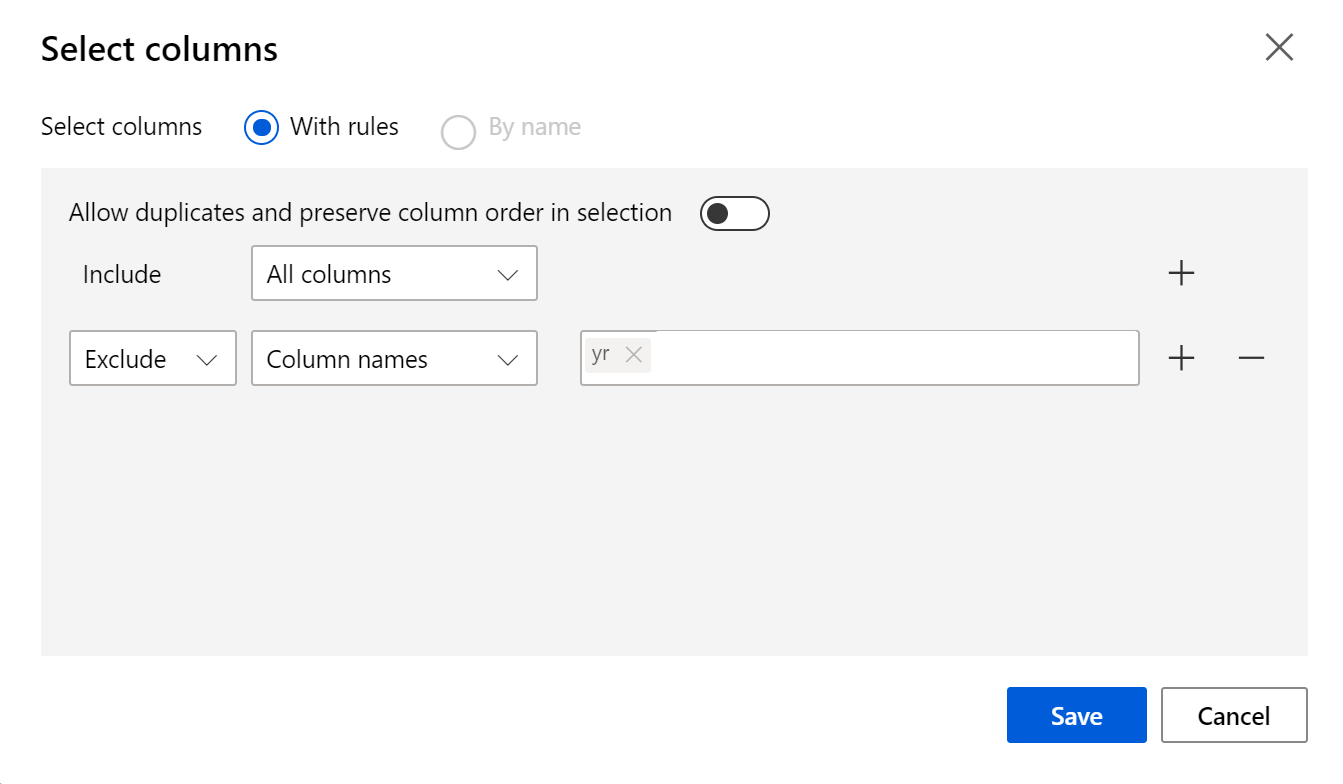 Select columns
Select columns With rules By name
Allow duplicates and preserve column order in selection
Include All columns
Exclude Column names yr
Save Cancel